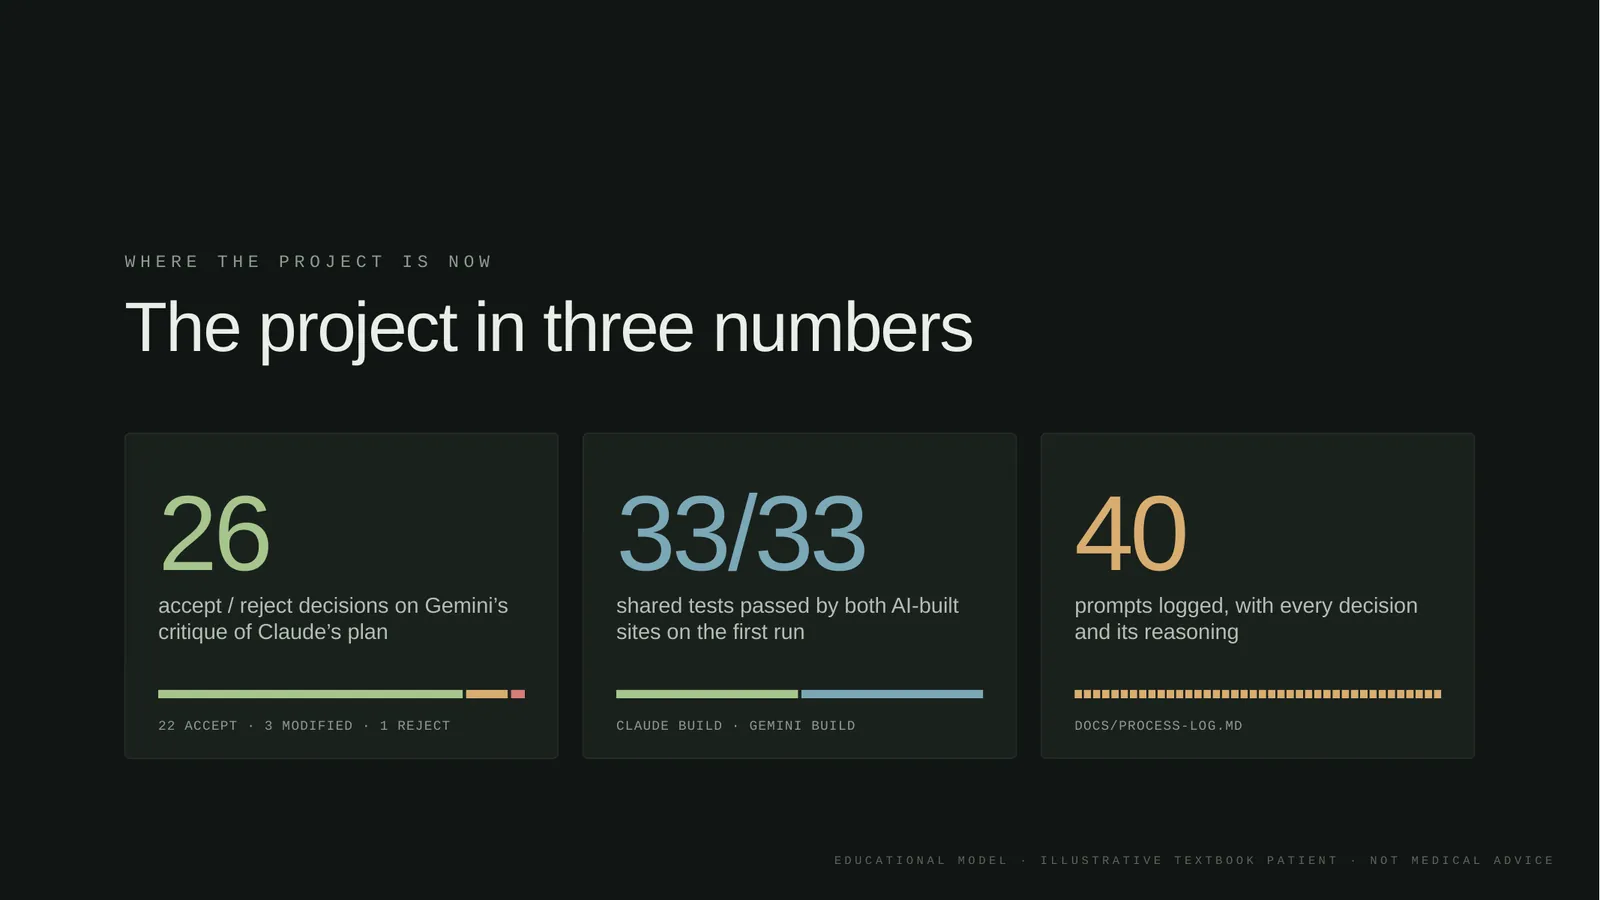 WHERE THE PROJECT IS NOW
The project in three numbers
26
accept / reject decisions on Gemini’s
critique of Claude’s plan
22 ACCEPT · 3 MODIFIED · 1 REJECT
33/33
shared tests passed by both AI-built
sites on the first run
CLAUDE BUILD · GEMINI BUILD
40
prompts logged, with every decision
and its reasoning
DOCS/PROCESS-LOG.MD
EDUCATIONAL MODEL · ILLUSTRATIVE TEXTBOOK PATIENT · NOT MEDICAL ADVICE